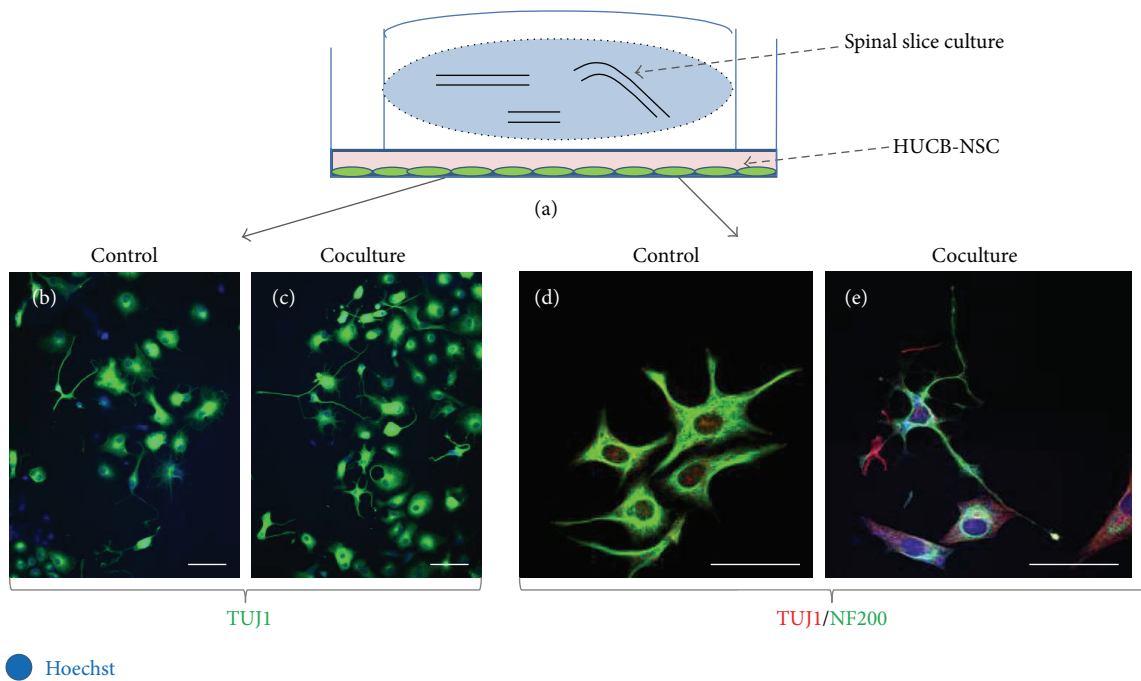 Spinal slice culture
HUCB-NSC
(a)
Control
Coculture
Control
Coculture
(b)
(c)
(d)
(e)
TUJ1
TUJ1/NF200
Hoechst